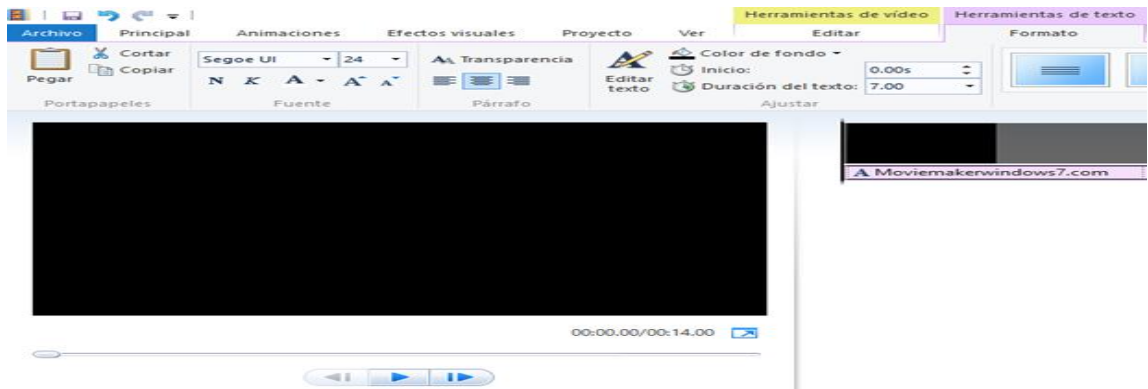 Herramientas de vídeo Herramientas de texto
Archivo Principal Animaciones Efectos visuales Proyecto Ver Editar Formato
Pegar
Cortar
Copiar
Portapapeles
Segoe UI 24
N K A A A
Fuente
AA Transparencia
Párrafo
Editar
texto
Color de fondo
Inicio: 0.00s
Duración del texto: 7.00
Ajustar
A Moviemakerwindows7.com
00:00.00/00:14.00